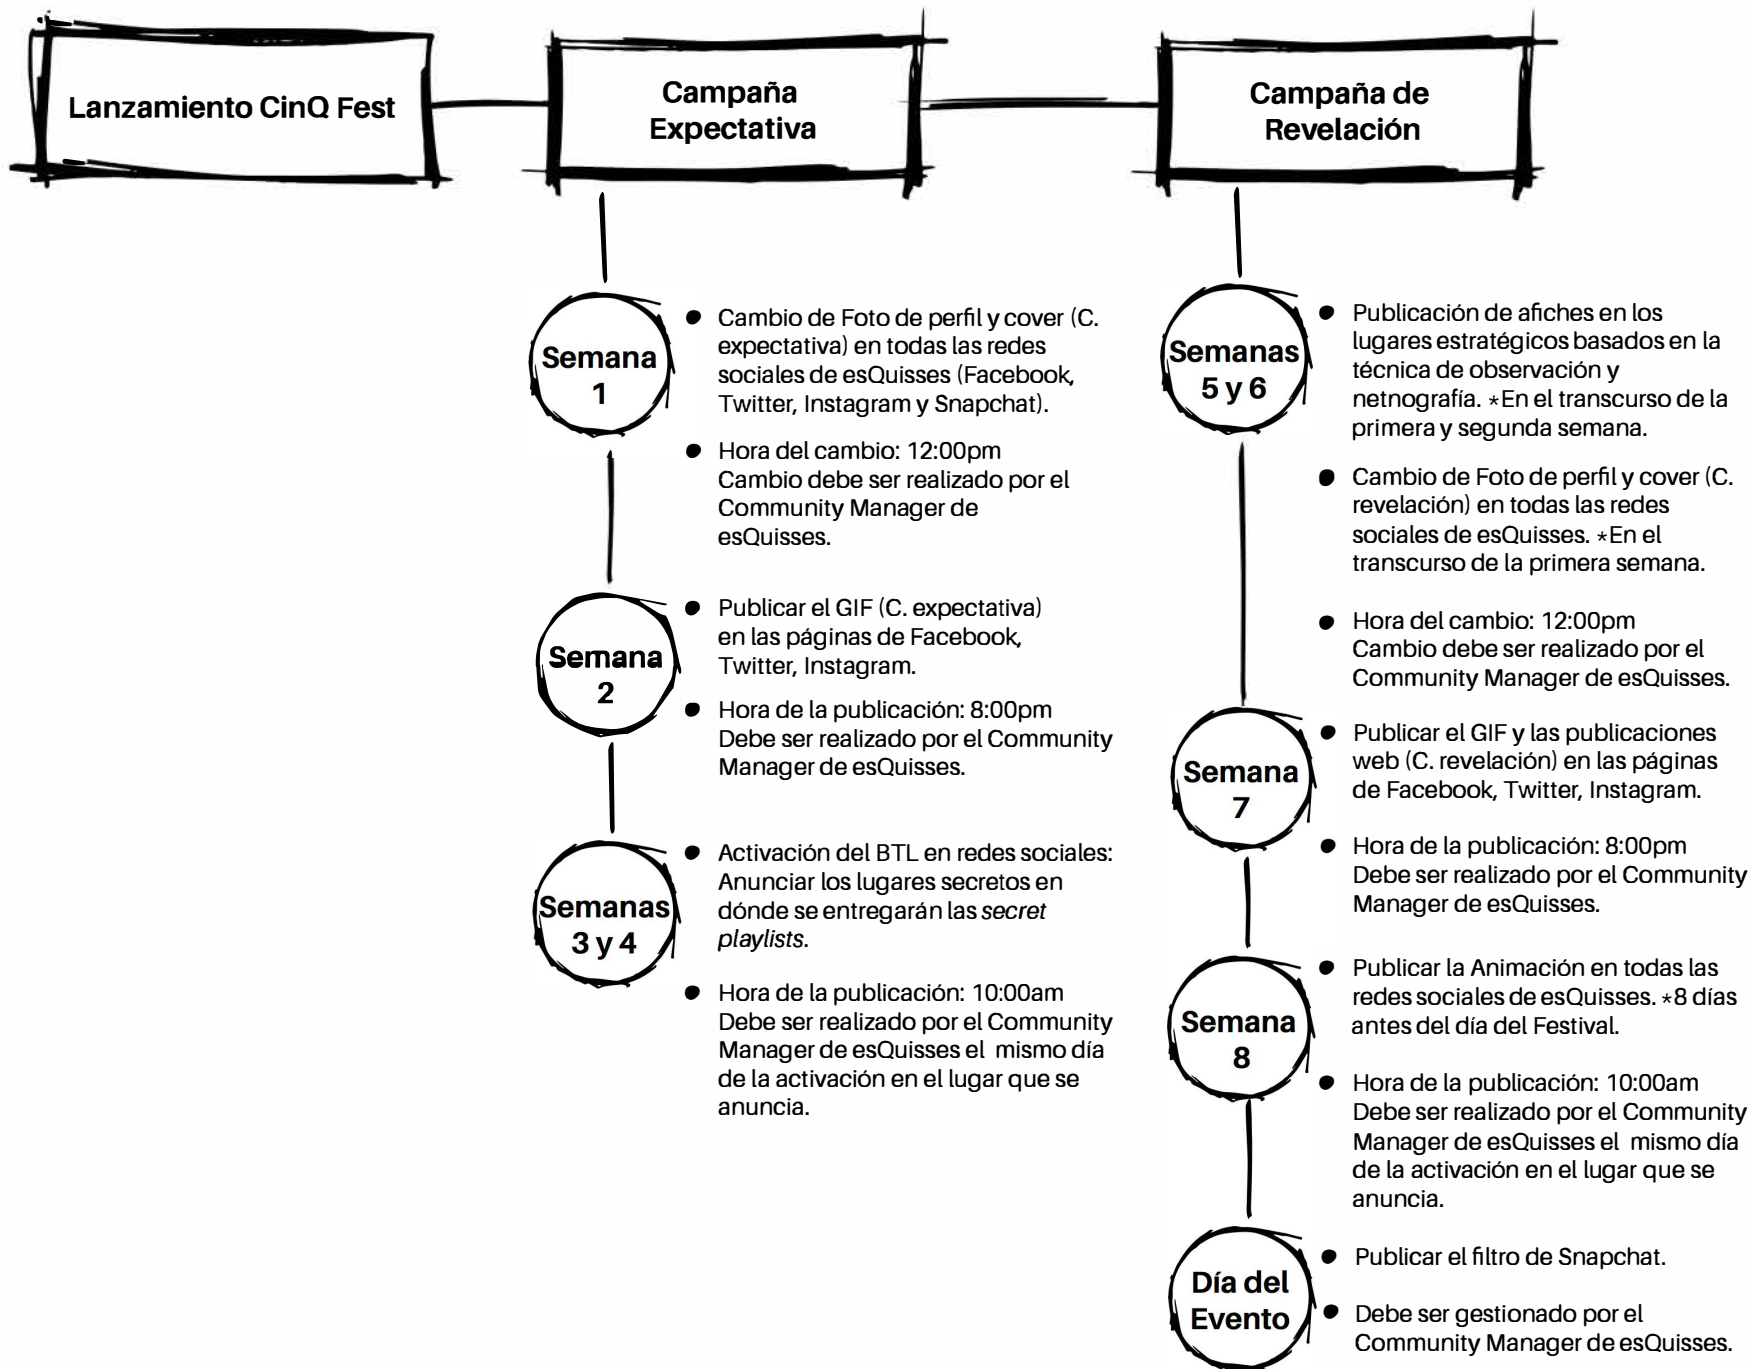 Lanzamiento CinQ Fest
Campaña
Expectativa
Campaña de
Revelación
Semana
1
Cambio de Foto de perfil y cover (C.
expectativa) en todas las redes
sociales de esQuisses (Facebook,
Twitter, Instagram y Snapchat).
Hora del cambio: 12:00pm
Cambio debe ser realizado por el
Community Manager de
esQuisses.
Semana
2
Publicar el GIF (C. expectativa)
en las páginas de Facebook,
Twitter, Instagram.
Hora de la publicación: 8:00pm
Debe ser realizado por el Community
Manager de esQuisses.
Semanas
3 y 4
Activación del BTL en redes sociales:
Anunciar los lugares secretos en
dónde se entregarán las secret
playlists.
Hora de la publicación: 10:00am
Debe ser realizado por el Community
Manager de esQuisses el mismo día
de la activación en el lugar que se
anuncia.
Semanas
5 y 6
Publicación de afiches en los
lugares estratégicos basados en la
técnica de observación y
netnografía. *En el transcurso de la
primera y segunda semana.
Cambio de Foto de perfil y cover (C.
revelación) en todas las redes
sociales de esQuisses. *En el
transcurso de la primera semana.
Hora del cambio: 12:00pm
Cambio debe ser realizado por el
Community Manager de esQuisses.
Semana
7
Publicar el GIF y las publicaciones
web (C. revelación) en las páginas
de Facebook, Twitter, Instagram.
Hora de la publicación: 8:00pm
Debe ser realizado por el Community
Manager de esQuisses.
Semana
8
Publicar la Animación en todas las
redes sociales de esQuisses. *8 días
antes del día del Festival.
Hora de la publicación: 10:00am
Debe ser realizado por el Community
Manager de esQuisses el mismo día
de la activación en el lugar que se
anuncia.
Día del
Evento
Publicar el filtro de Snapchat.
Debe ser gestionado por el
Community Manager de esQuisses.